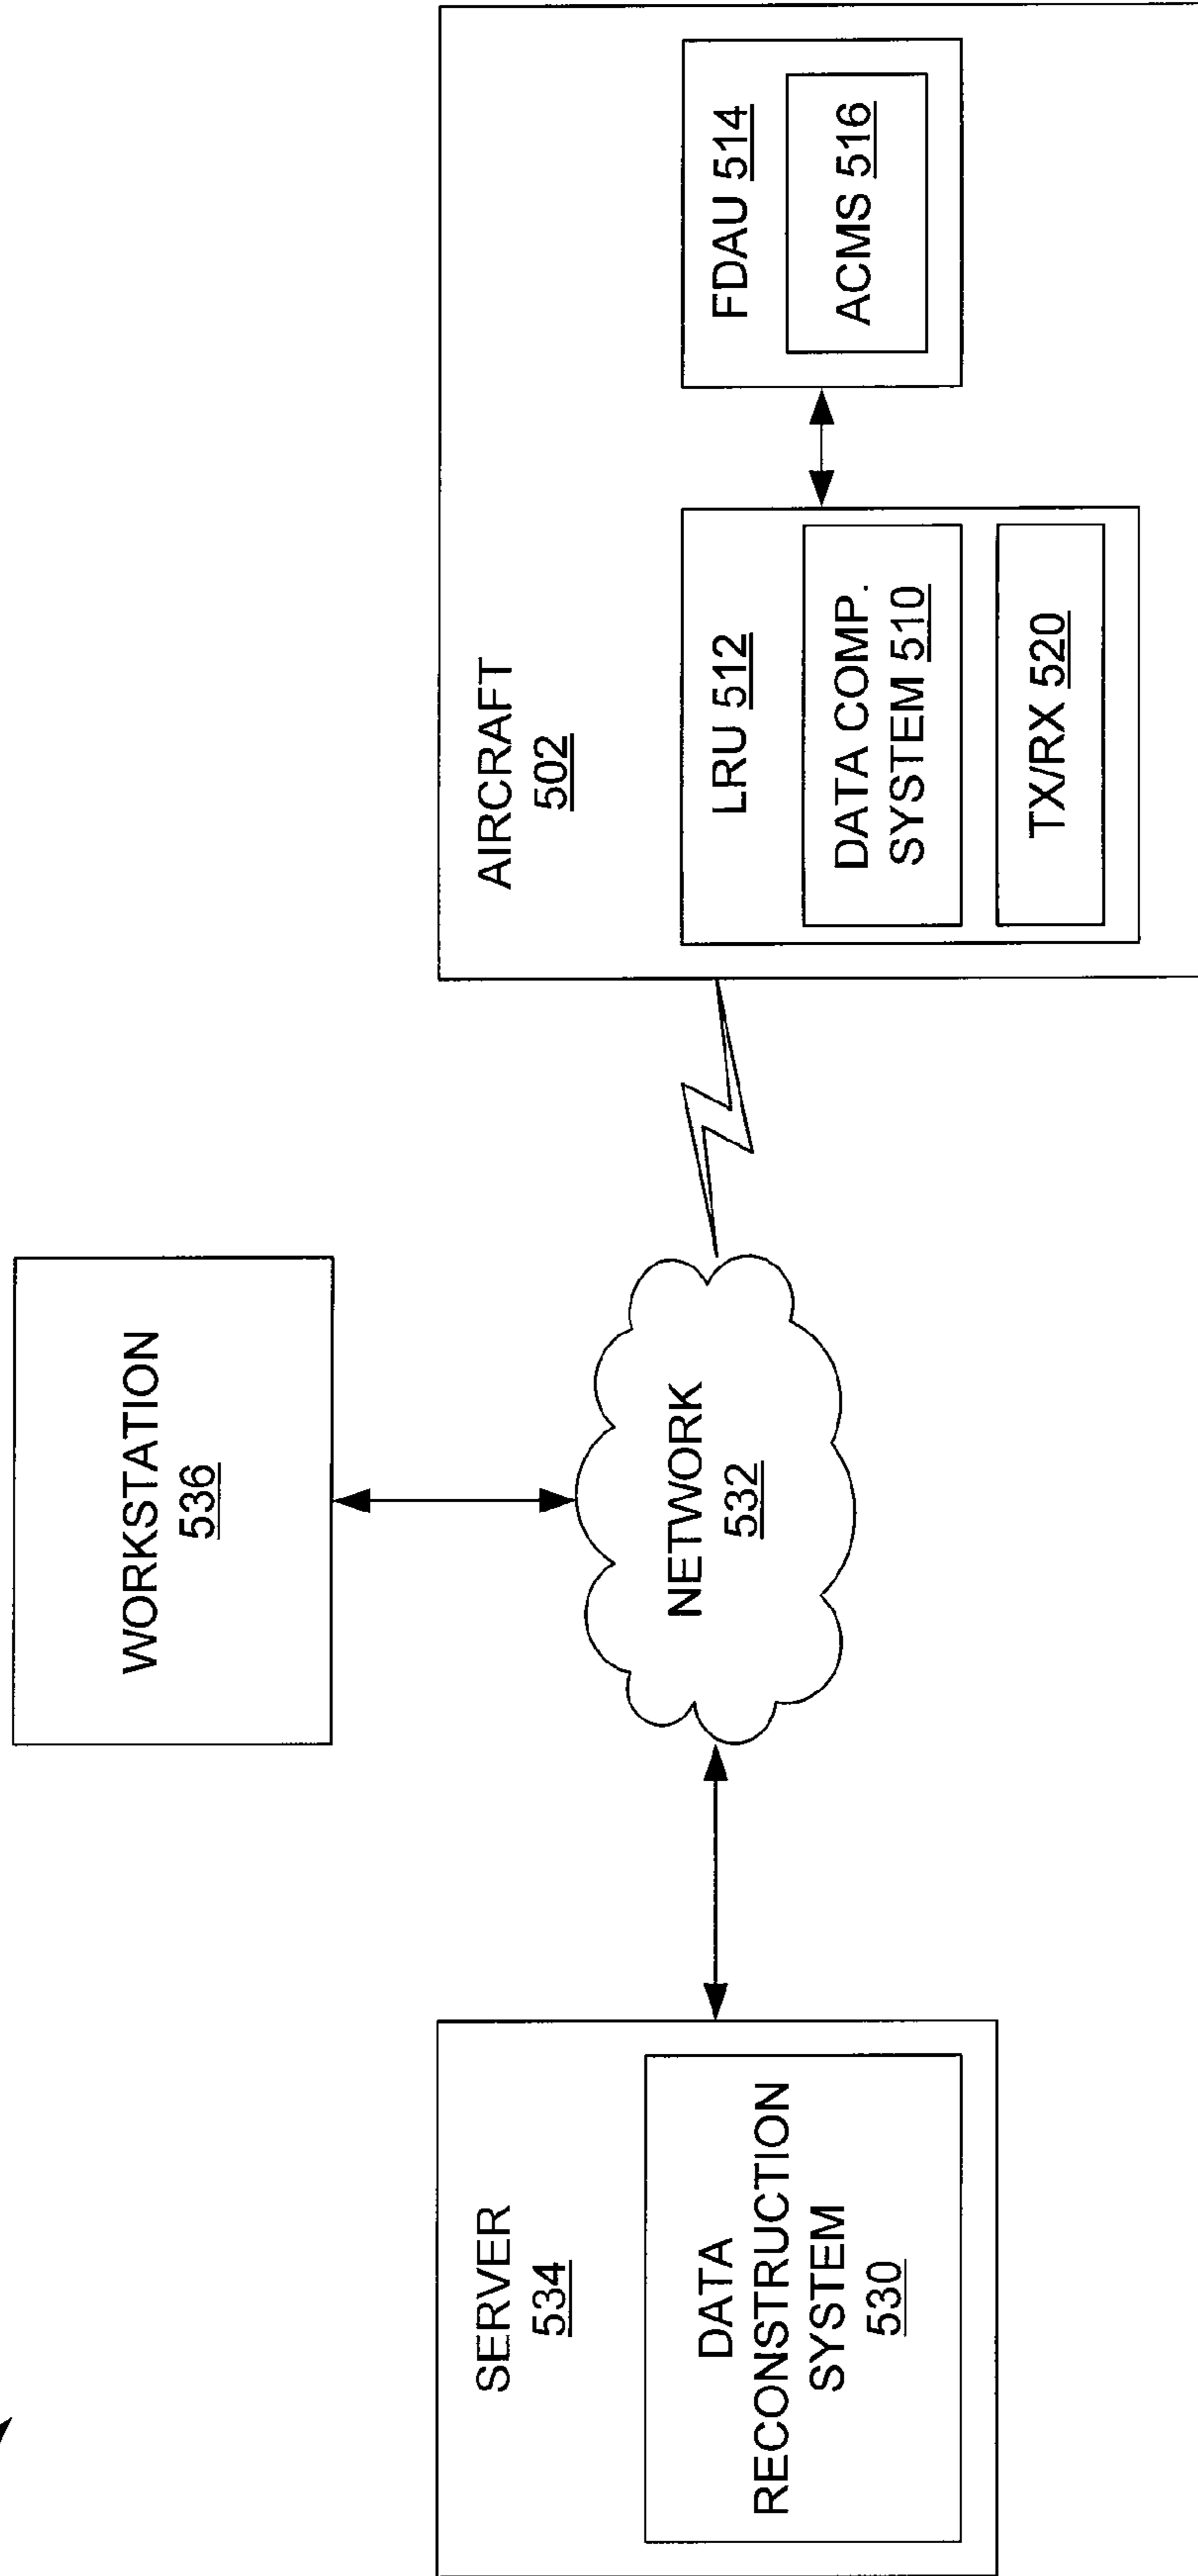 WORKSTATION
536
SERVER
534
DATA
RECONSTRUCTION
SYSTEM
530
NETWORK
532
AIRCRAFT
502
LRU 512
DATA COMP.
SYSTEM 510
TX/RX 520
FDAU 514
ACMS 516